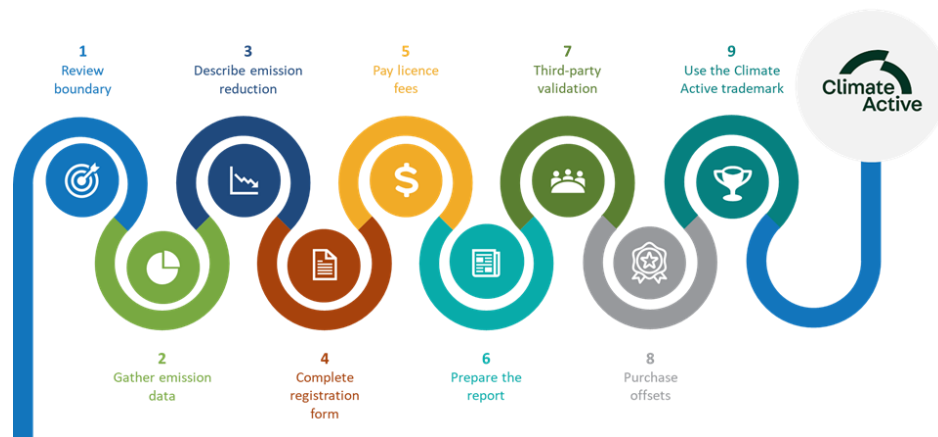 1
Review
boundary
2
Gather emission
data
3
Describe emission
reduction
4
Complete
registration
form
5
Pay licence
fees
$
6
Prepare the
report
7
Third-party
validation
8
Purchase
offsets
9
Use the Climate
Active trademark
Climate
Active